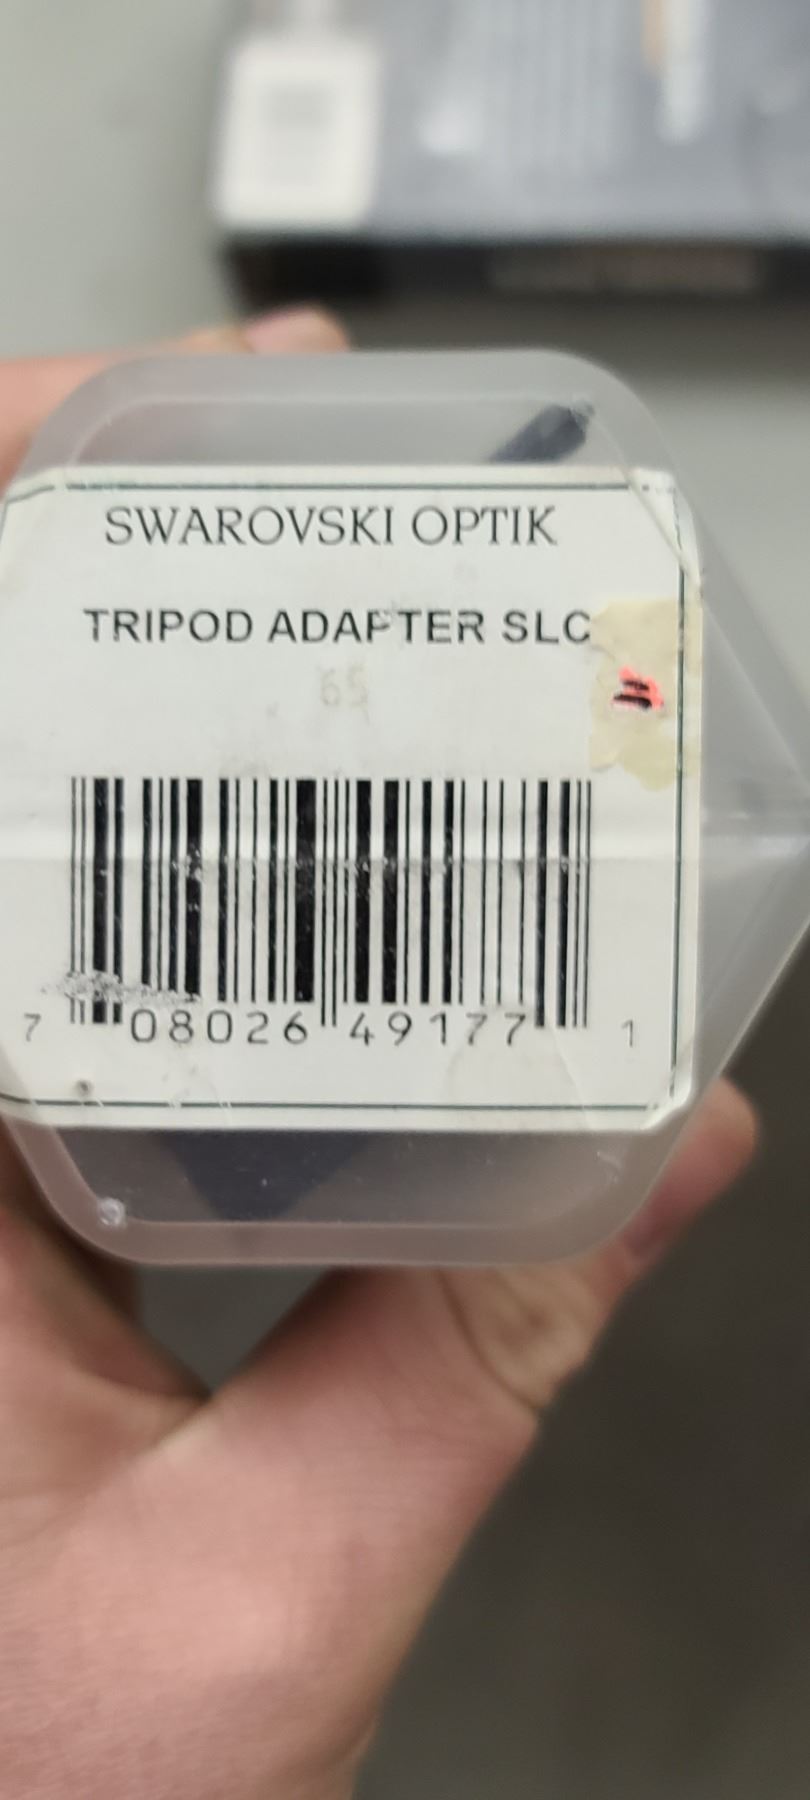 SWAROVSKI OPTIK
TRIPOD ADAPTER SLC
65
7 08026 49177 1